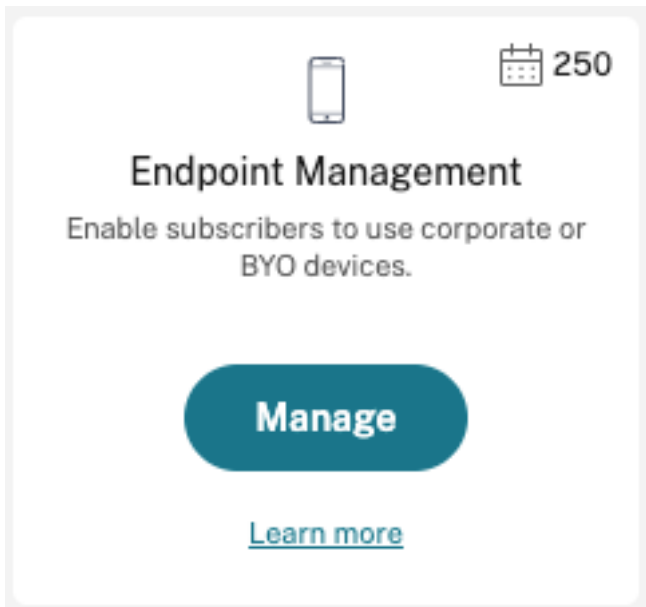 250
Endpoint Management
Enable subscribers to use corporate or
BYO devices.
Manage
Learn more